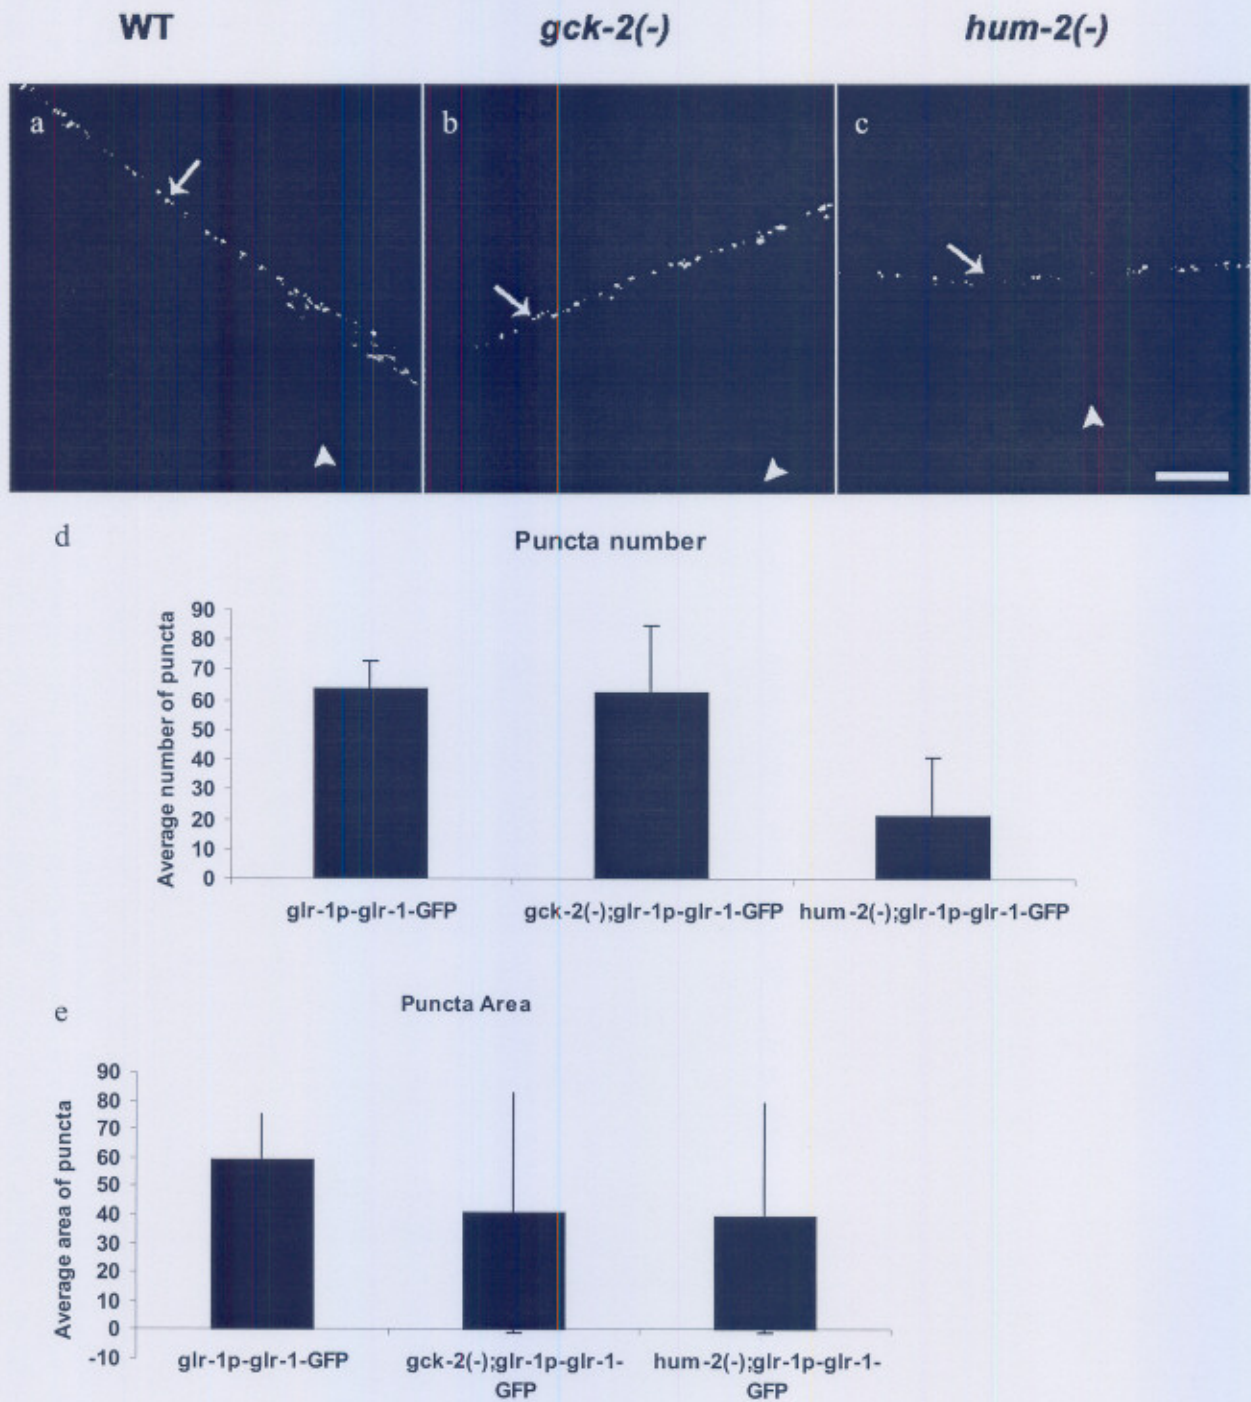 WT gck-2(-) hum-2(-)
a b c
d
Puncta number
Average number of puncta
90
80
70
60
50
40
30
20
10
0
glr-1p-glr-1-GFP gck-2(-);glr-1p-glr-1-GFP hum-2(-);glr-1p-glr-1-GFP
e
Puncta Area
Average area of puncta
90
80
70
60
50
40
30
20
10
0
-10
glr-1p-glr-1-GFP gck-2(-);glr-1p-glr-1- hum-2(-);glr-1p-glr-1-
GFP GFP